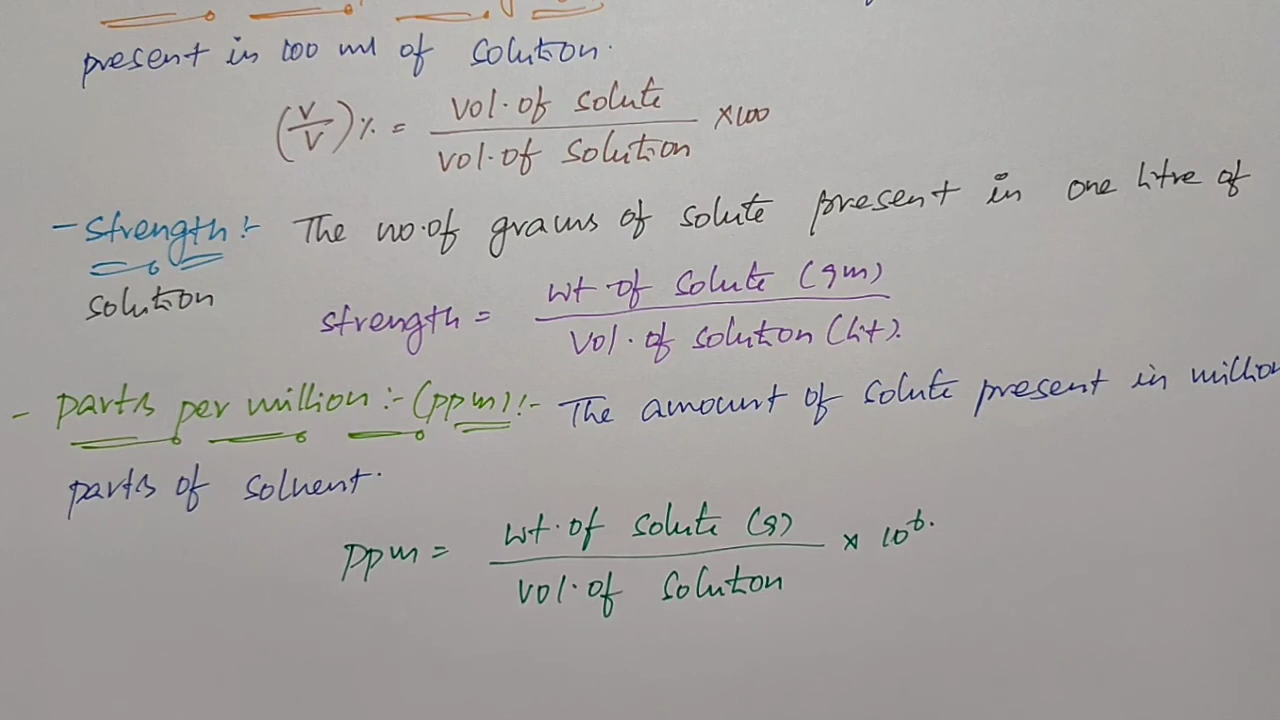 present in 100 ml of solution.
(V/V)% = vol. of solute / vol. of solution × 100
- strength :- The no. of grams of solute present in one litre of
solution
strength = wt of solute (gm) / Vol. of solution (lit).
- parts per million :- (ppm) :- The amount of solute present in million
parts of solvent.
ppm = wt. of solute (g) / vol. of solution × 10⁶.